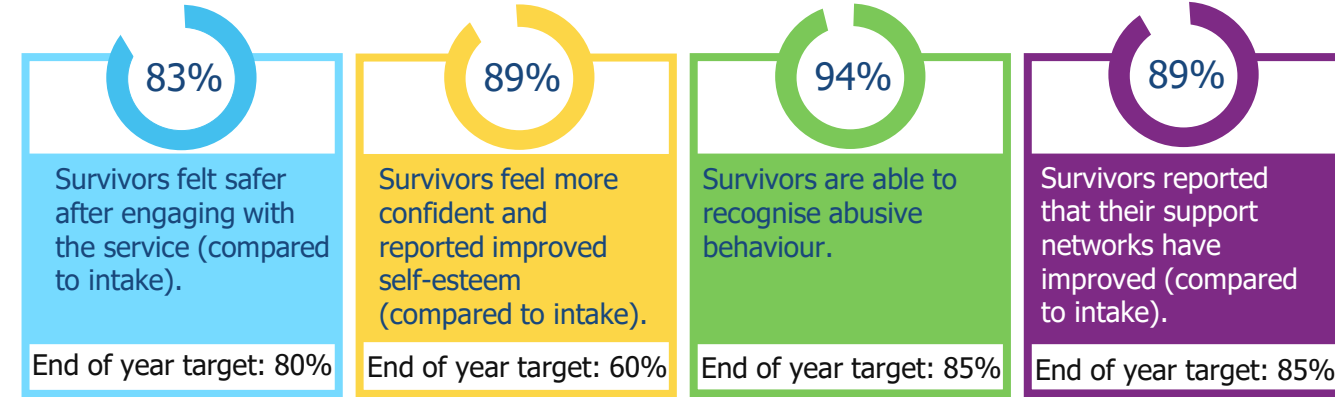 83%
Survivors felt safer
after engaging with
the service (compared
to intake).
End of year target: 80%
89%
Survivors feel more
confident and
reported improved
self-esteem
(compared to intake).
End of year target: 60%
94%
Survivors are able to
recognise abusive
behaviour.
End of year target: 85%
89%
Survivors reported
that their support
networks have
improved (compared
to intake).
End of year target: 85%